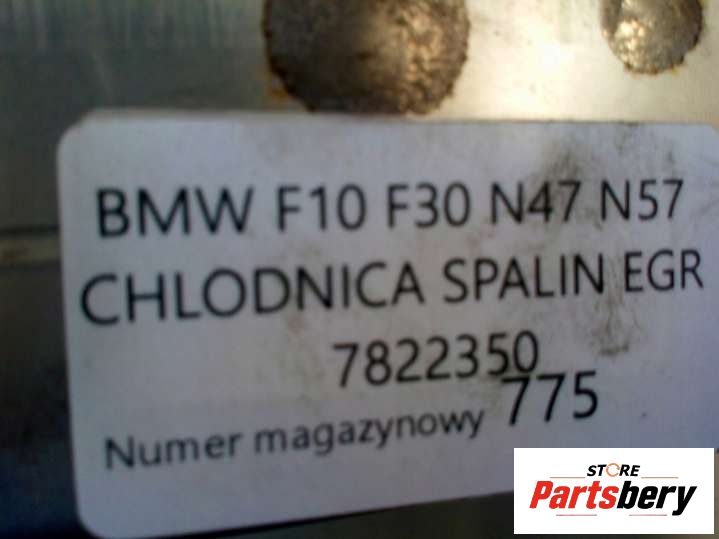 BMW F10 F30 N47 N57
CHLODNICA SPALIN EGR
7822350
Numer magazynowy 775
STORE
Partsbery